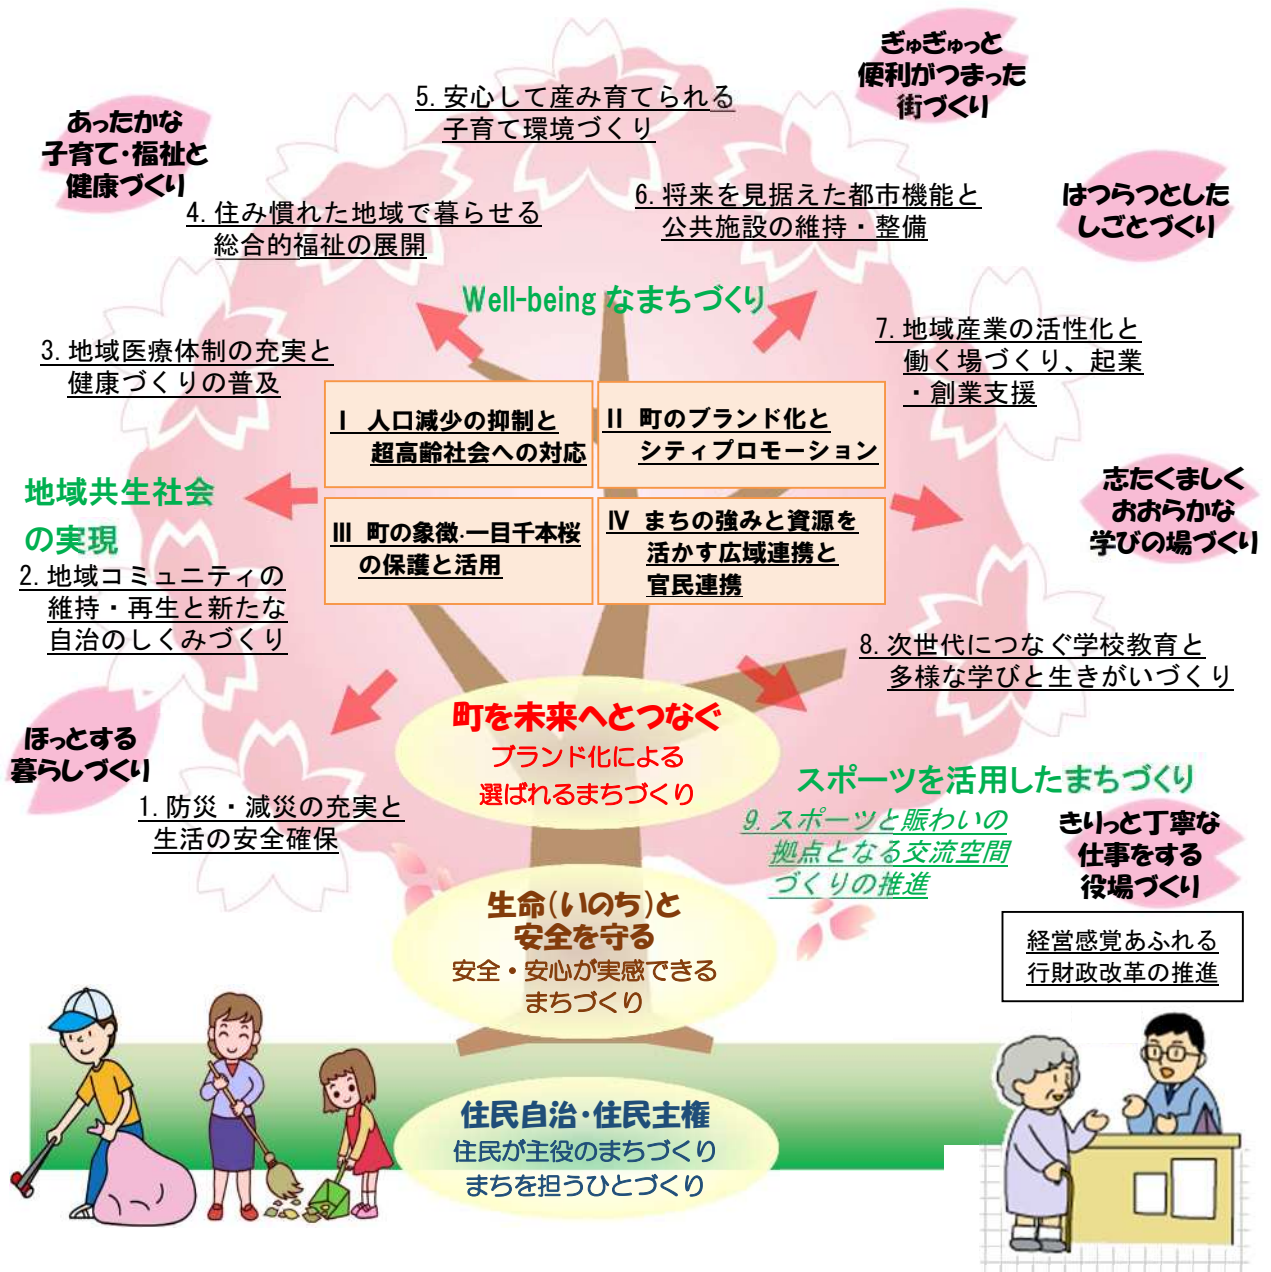 ぎゅぎゅっと
便利がつまった
街づくり
5. 安心して産み育てられる
子育て環境づくり
あったかな
子育て・福祉と
健康づくり
はつらつとした
しごとづくり
4. 住み慣れた地域で暮らせる
総合的福祉の展開
6. 将来を見据えた都市機能と
公共施設の維持・整備
Well-being なまちづくり
3. 地域医療体制の充実と
健康づくりの普及
7. 地域産業の活性化と
働く場づくり、起業
・創業支援
Ⅰ 人口減少の抑制と
超高齢社会への対応
Ⅱ 町のブランド化と
シティプロモーション
Ⅲ 町の象徴・一目千本桜
の保護と活用
Ⅳ まちの強みと資源を
活かす広域連携と
官民連携
地域共生社会
の実現
2. 地域コミュニティの
維持・再生と新たな
自治のしくみづくり
志たくましく
おおらかな
学びの場づくり
8. 次世代につなぐ学校教育と
多様な学びと生きがいづくり
ほっとする
暮らしづくり
1. 防災・減災の充実と
生活の安全確保
町を未来へとつなぐ
ブランド化による
選ばれるまちづくり
スポーツを活用したまちづくり
9. スポーツと賑わいの
拠点となる交流空間
づくりの推進
きりっと丁寧な
仕事をする
役場づくり
経営感覚あふれる
行財政改革の推進
生命(いのち)と
安全を守る
安全・安心が実感できる
まちづくり
住民自治・住民主権
住民が主役のまちづくり
まちを担うひとづくり